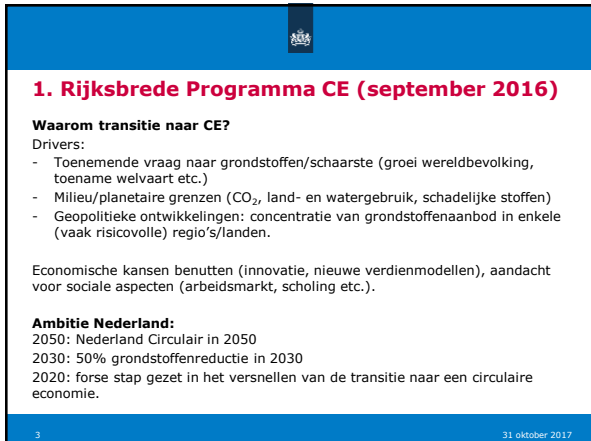 1. Rijksbrede Programma CE (september 2016)
Waarom transitie naar CE?
Drivers:
- Toenemende vraag naar grondstoffen/schaarste (groei wereldbevolking,
toename welvaart etc.)
- Milieu/planetaire grenzen (CO₂, land- en watergebruik, schadelijke stoffen)
- Geopolitieke ontwikkelingen: concentratie van grondstoffenaanbod in enkele
(vaak risicovolle) regio's/landen.
Economische kansen benutten (innovatie, nieuwe verdienmodellen), aandacht
voor sociale aspecten (arbeidsmarkt, scholing etc.).
Ambitie Nederland:
2050: Nederland Circulair in 2050
2030: 50% grondstoffenreductie in 2030
2020: forse stap gezet in het versnellen van de transitie naar een circulaire
economie.
3
31 oktober 2017